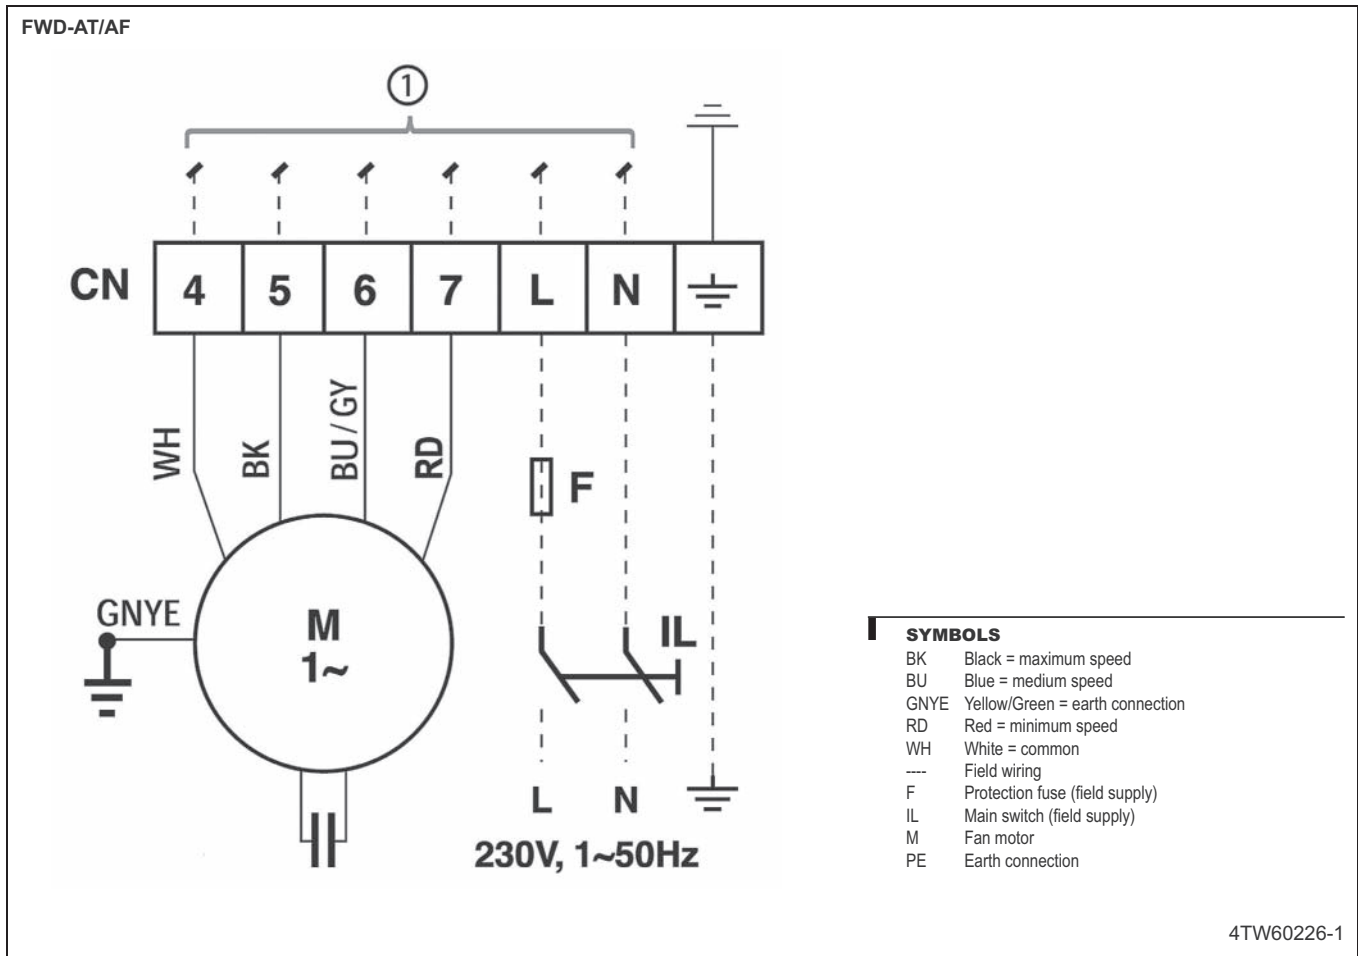 FWD-AT/AF
①
CN 4 5 6 7 L N
WH BK BU / GY RD
F
GNYE
M
1~
IL
L N
230V, 1~50Hz
SYMBOLS
BK Black = maximum speed
BU Blue = medium speed
GNYE Yellow/Green = earth connection
RD Red = minimum speed
WH White = common
---- Field wiring
F Protection fuse (field supply)
IL Main switch (field supply)
M Fan motor
PE Earth connection
4TW60226-1